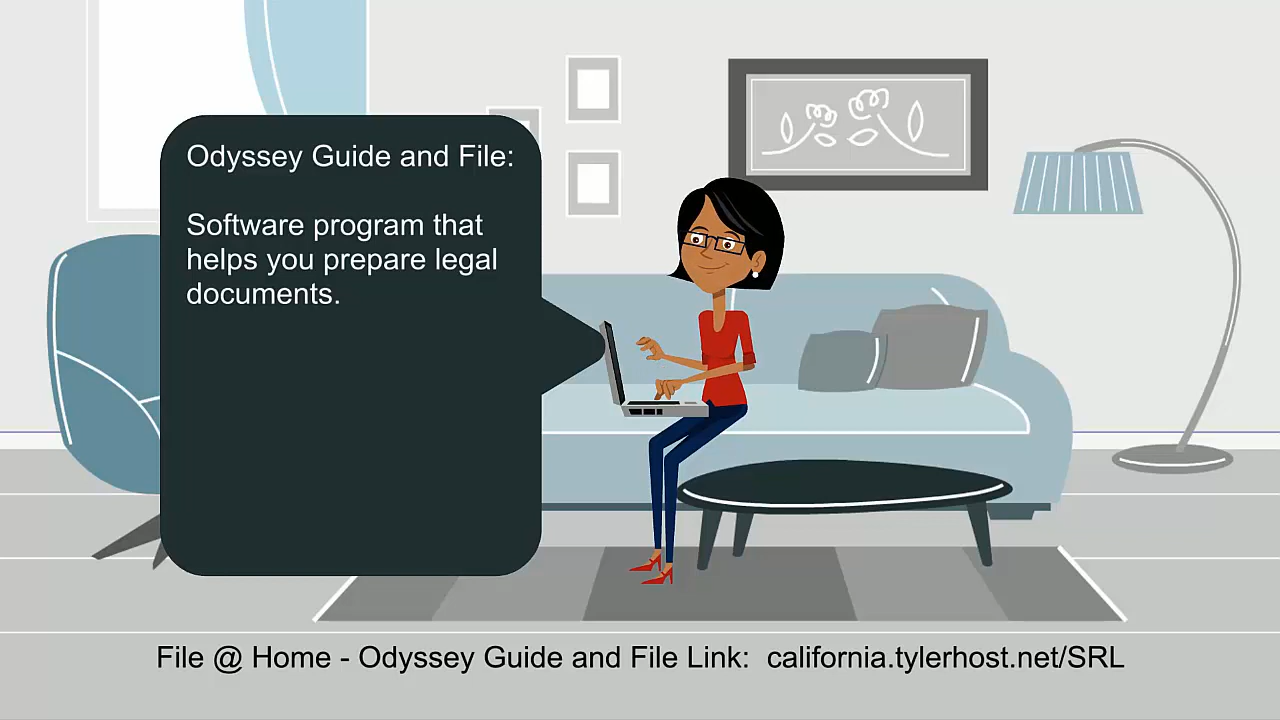 Odyssey Guide and File:
Software program that
helps you prepare legal
documents.
File @ Home - Odyssey Guide and File Link:  california.tylerhost.net/SRL